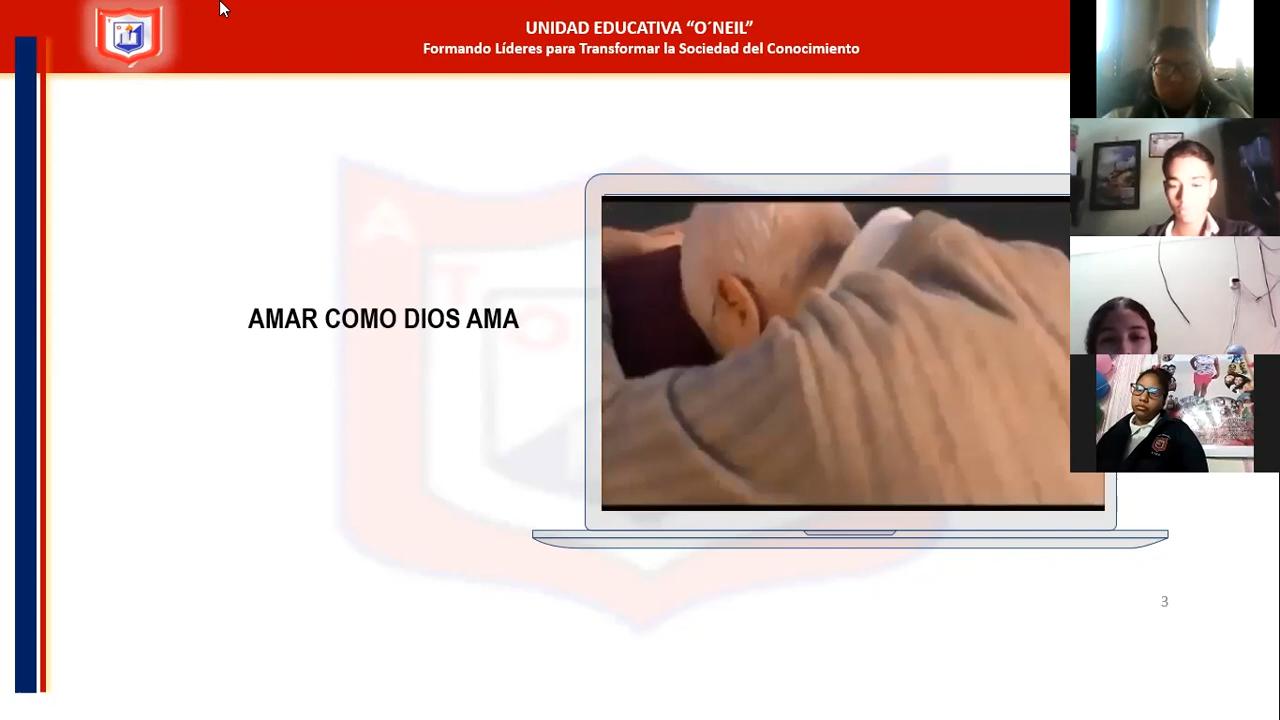 UNIDAD EDUCATIVA “O´NEIL”
Formando Líderes para Transformar la Sociedad del Conocimiento
A
T
O
AMAR COMO DIOS AMA
3